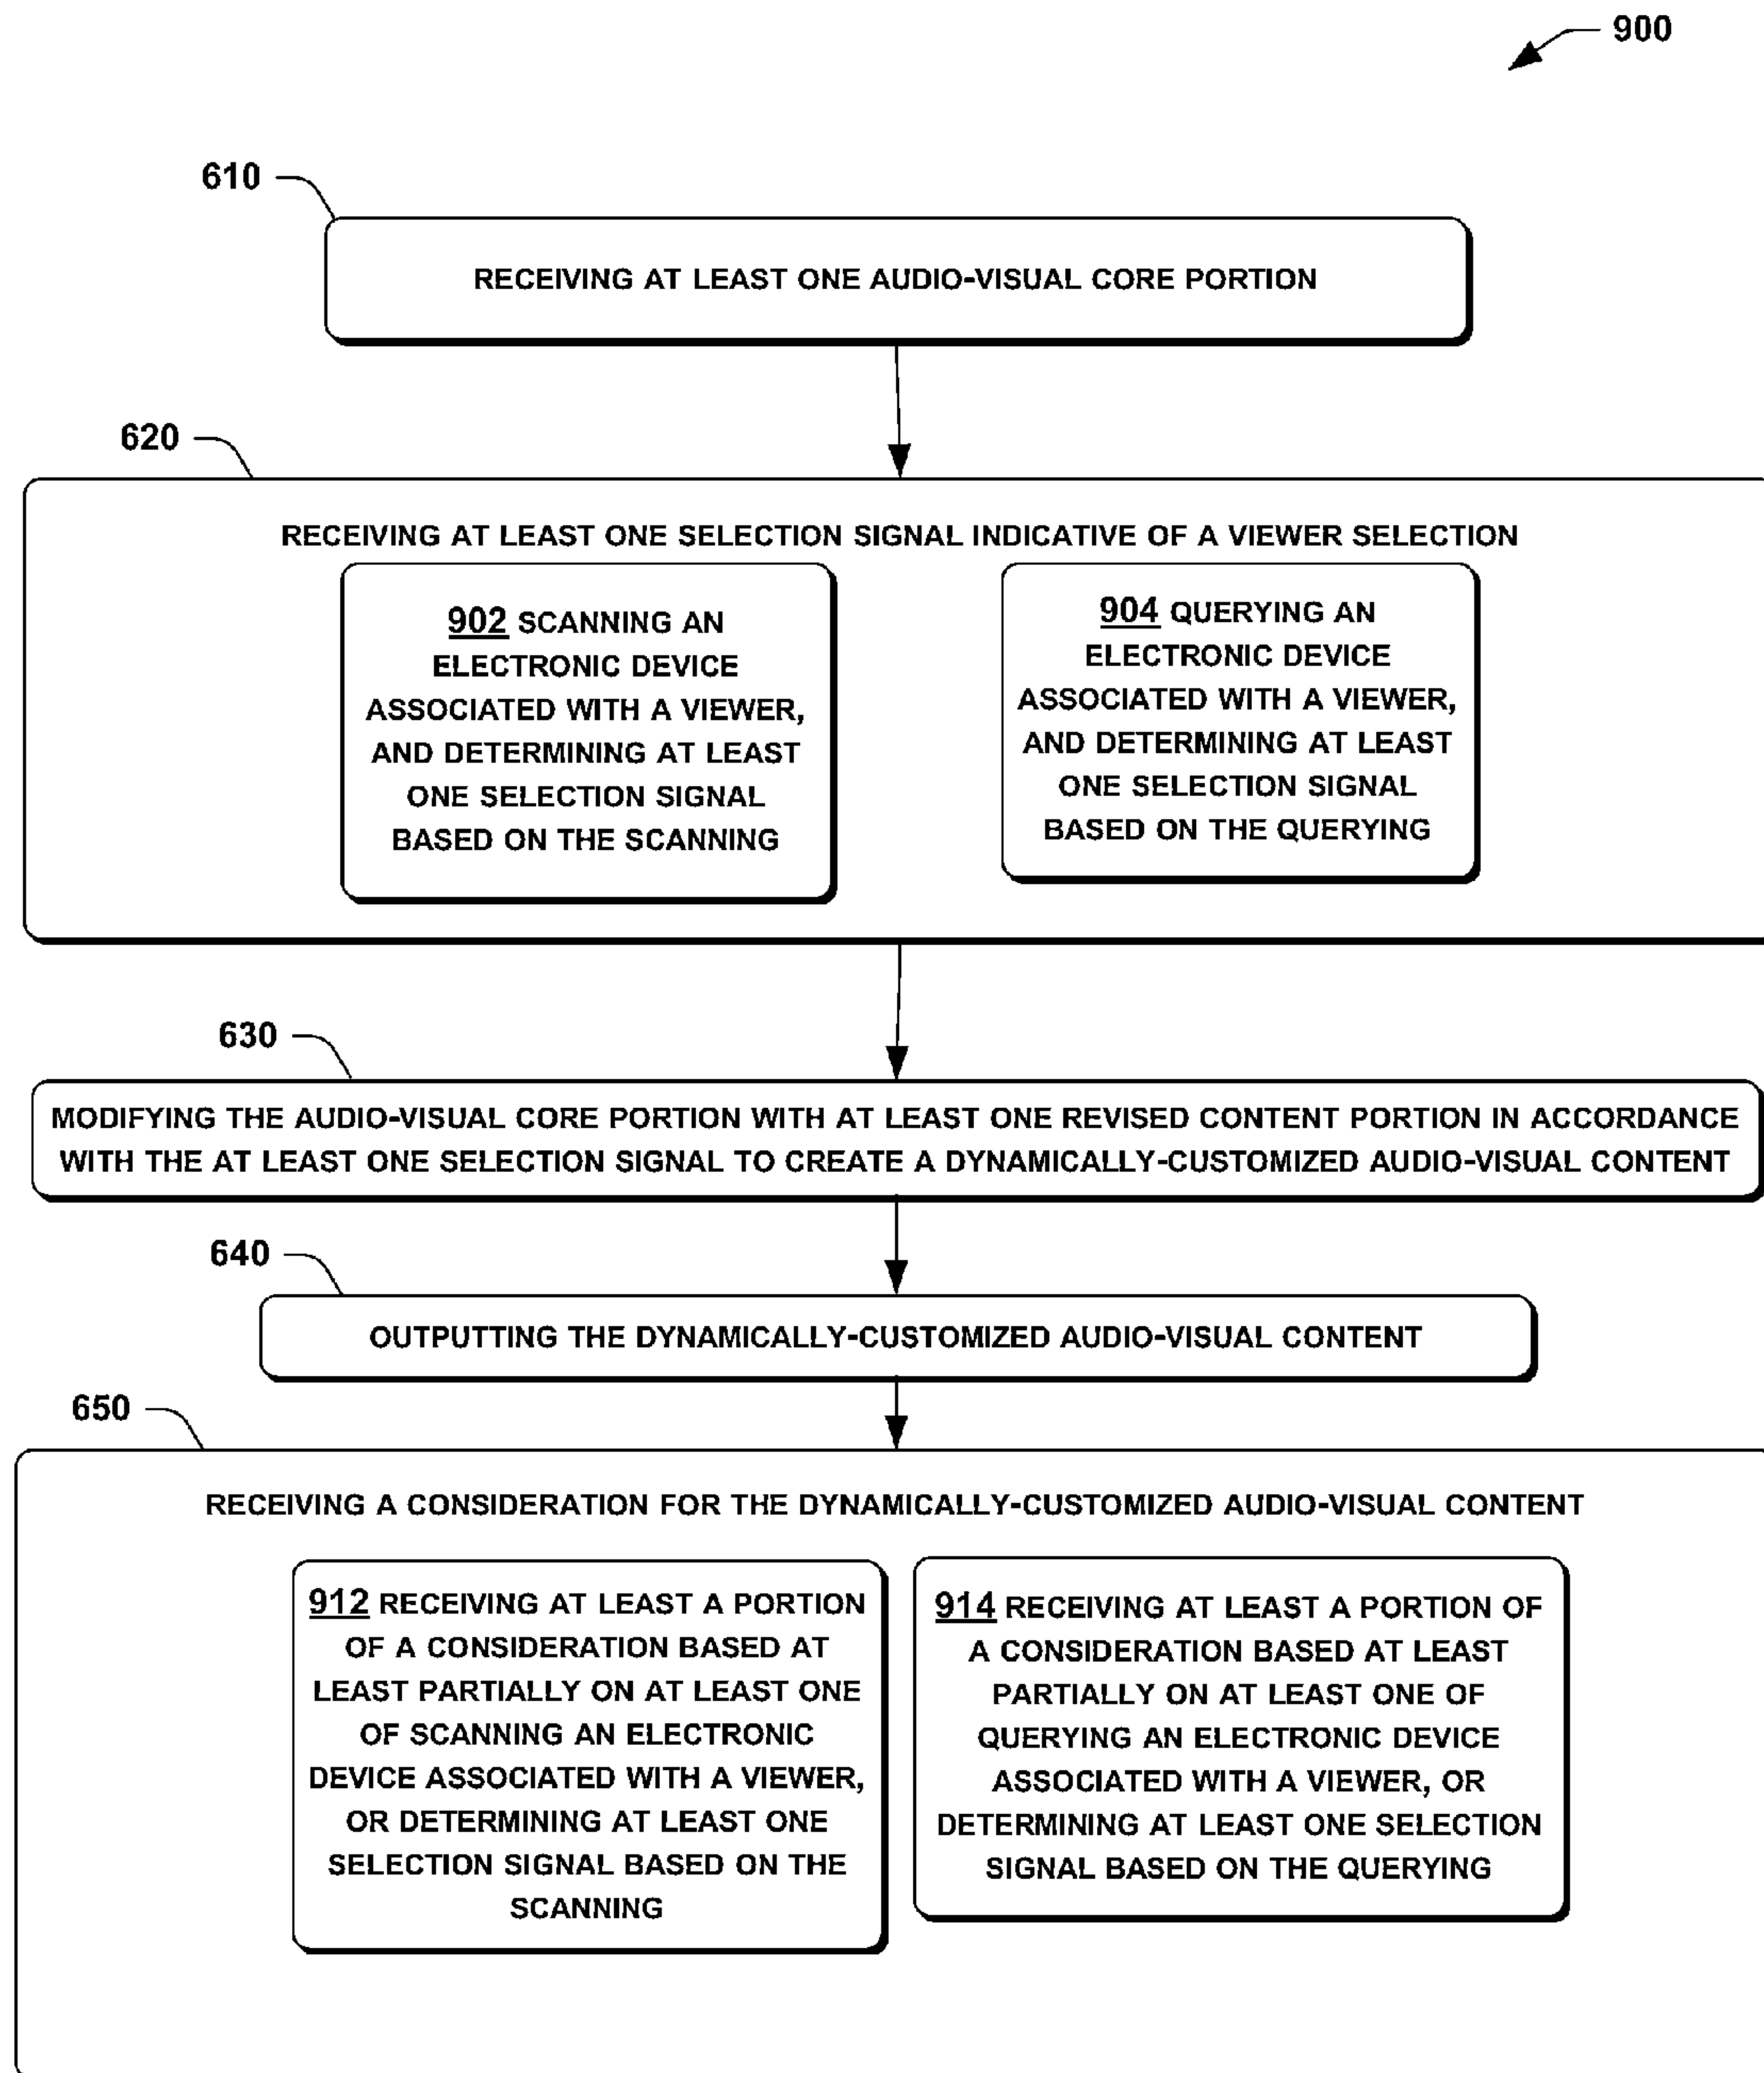 900
610
RECEIVING AT LEAST ONE AUDIO-VISUAL CORE PORTION
620
RECEIVING AT LEAST ONE SELECTION SIGNAL INDICATIVE OF A VIEWER SELECTION
902 SCANNING AN
ELECTRONIC DEVICE
ASSOCIATED WITH A VIEWER,
AND DETERMINING AT LEAST
ONE SELECTION SIGNAL
BASED ON THE SCANNING
904 QUERYING AN
ELECTRONIC DEVICE
ASSOCIATED WITH A VIEWER,
AND DETERMINING AT LEAST
ONE SELECTION SIGNAL
BASED ON THE QUERYING
630
MODIFYING THE AUDIO-VISUAL CORE PORTION WITH AT LEAST ONE REVISED CONTENT PORTION IN ACCORDANCE
WITH THE AT LEAST ONE SELECTION SIGNAL TO CREATE A DYNAMICALLY-CUSTOMIZED AUDIO-VISUAL CONTENT
640
OUTPUTTING THE DYNAMICALLY-CUSTOMIZED AUDIO-VISUAL CONTENT
650
RECEIVING A CONSIDERATION FOR THE DYNAMICALLY-CUSTOMIZED AUDIO-VISUAL CONTENT
912 RECEIVING AT LEAST A PORTION
OF A CONSIDERATION BASED AT
LEAST PARTIALLY ON AT LEAST ONE
OF SCANNING AN ELECTRONIC
DEVICE ASSOCIATED WITH A VIEWER,
OR DETERMINING AT LEAST ONE
SELECTION SIGNAL BASED ON THE
SCANNING
914 RECEIVING AT LEAST A PORTION OF
A CONSIDERATION BASED AT LEAST
PARTIALLY ON AT LEAST ONE OF
QUERYING AN ELECTRONIC DEVICE
ASSOCIATED WITH A VIEWER, OR
DETERMINING AT LEAST ONE SELECTION
SIGNAL BASED ON THE QUERYING